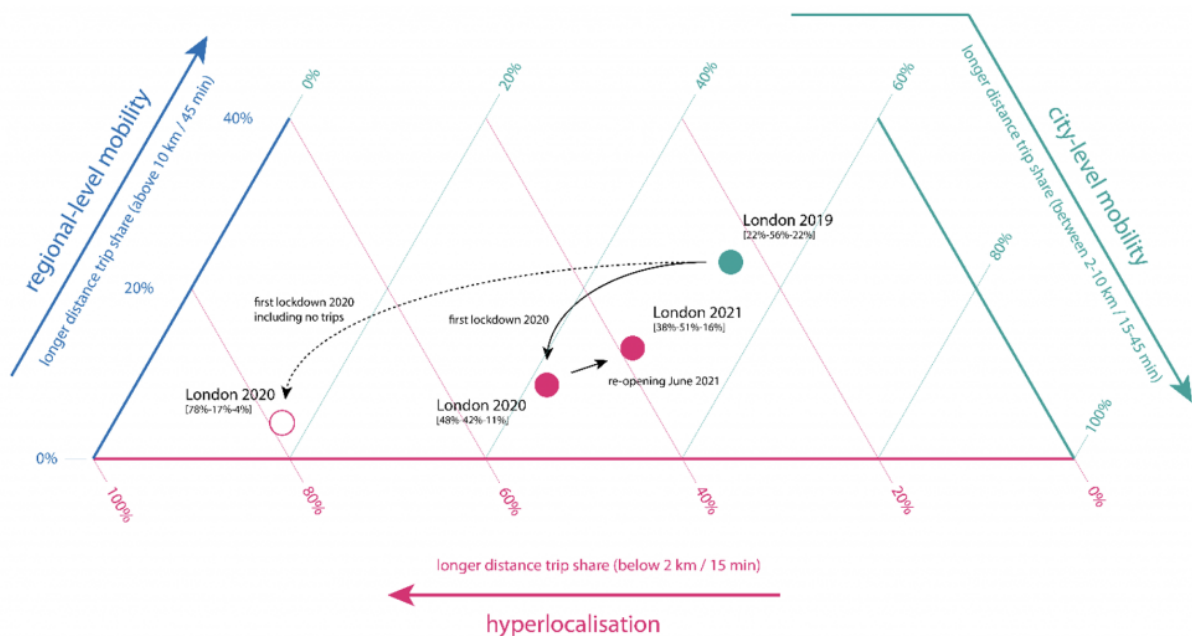 regional-level mobility
longer distance trip share (above 10 km / 45 min)
40%
20%
0%
0%
20%
40%
60%
80%
100%
city-level mobility
longer distance trip share (between 2-10 km / 15-45 min)
London 2019
[22%-56%-22%]
first lockdown 2020
including no trips
first lockdown 2020
London 2021
[38%-51%-16%]
re-opening June 2021
London 2020
[78%-17%-4%]
London 2020
[48%-42%-11%]
100%
80%
60%
40%
20%
0%
longer distance trip share (below 2 km / 15 min)
hyperlocalisation